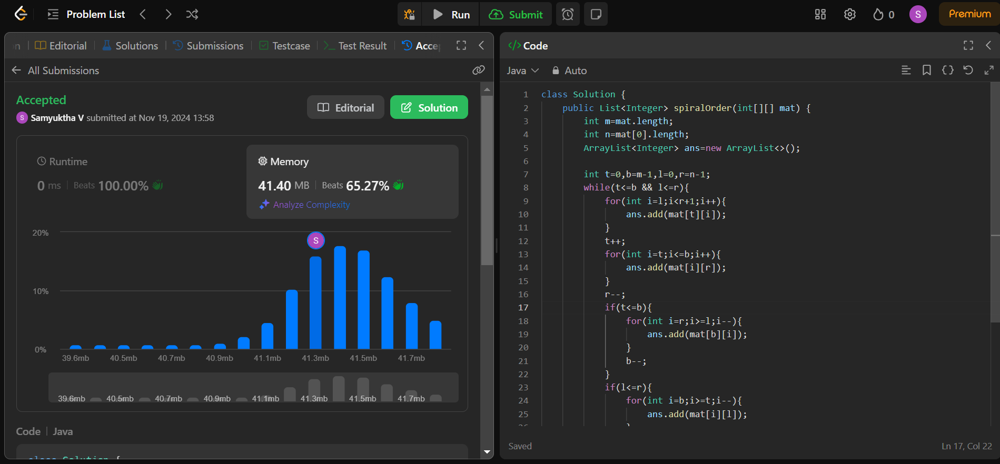 Problem List
Run
Submit
0
S
Premium
Editorial
Solutions
Submissions
Testcase
Test Result
All Submissions
Accepted
S Samyuktha V submitted at Nov 19, 2024 13:58
Editorial
Solution
Runtime
0 ms | Beats 100.00%
Memory
41.40 MB | Beats 65.27%
Analyze Complexity
20%
S
10%
0%
39.6mb 40.5mb 40.7mb 40.9mb 41.1mb 41.3mb 41.5mb 41.7mb
39.6mb 40.5mb 40.7mb 40.9mb 41.1mb 41.3mb 41.5mb 41.7mb
Code | Java
class Solution {
</> Code
Java
Auto
1 class Solution {
2 public List<Integer> spiralOrder(int[][] mat) {
3 int m=mat.length;
4 int n=mat[0].length;
5 ArrayList<Integer> ans=new ArrayList<>();
6
7 int t=0,b=m-1,l=0,r=n-1;
8 while(t<=b && l<=r){
9 for(int i=l;i<r+1;i++){
10 ans.add(mat[t][i]);
11 }
12 t++;
13 for(int i=t;i<=b;i++){
14 ans.add(mat[i][r]);
15 }
16 r--;
17 if(t<=b){
18 for(int i=r;i>=l;i--){
19 ans.add(mat[b][i]);
20 }
21 b--;
22 }
23 if(l<=r){
24 for(int i=b;i>=t;i--){
25 ans.add(mat[i][l]);
26 }
Saved
Ln 17, Col 22